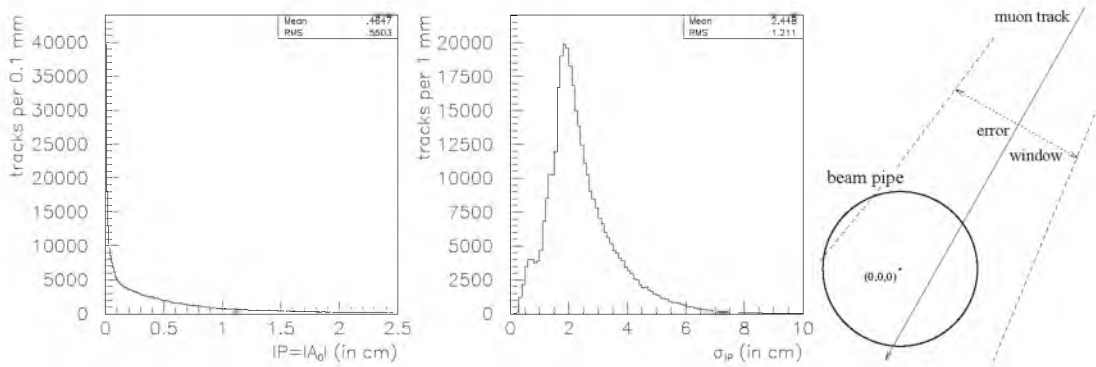 Mean .4647
RMS .5503
40000
35000
30000
25000
20000
15000
10000
5000
0
tracks per 0.1 mm
0 0.5 1 1.5 2 2.5
IP=|A₀| (in cm)
Mean 2.448
RMS 1.211
20000
17500
15000
12500
10000
7500
5000
2500
0
tracks per 1 mm
0 2 4 6 8 10
σIP (in cm)
muon track
error
window
beam pipe
(0,0,0)